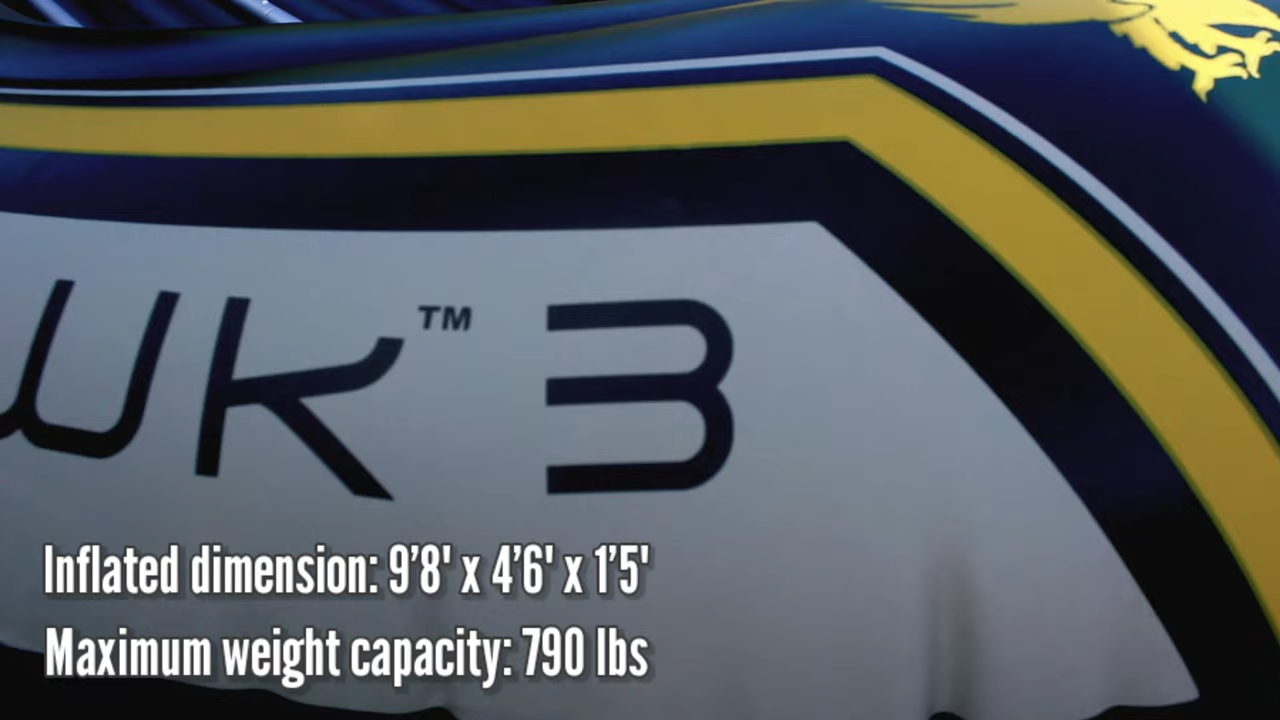 WK™ 3
Inflated dimension: 9'8' x 4'6' x 1'5'
Maximum weight capacity: 790 lbs